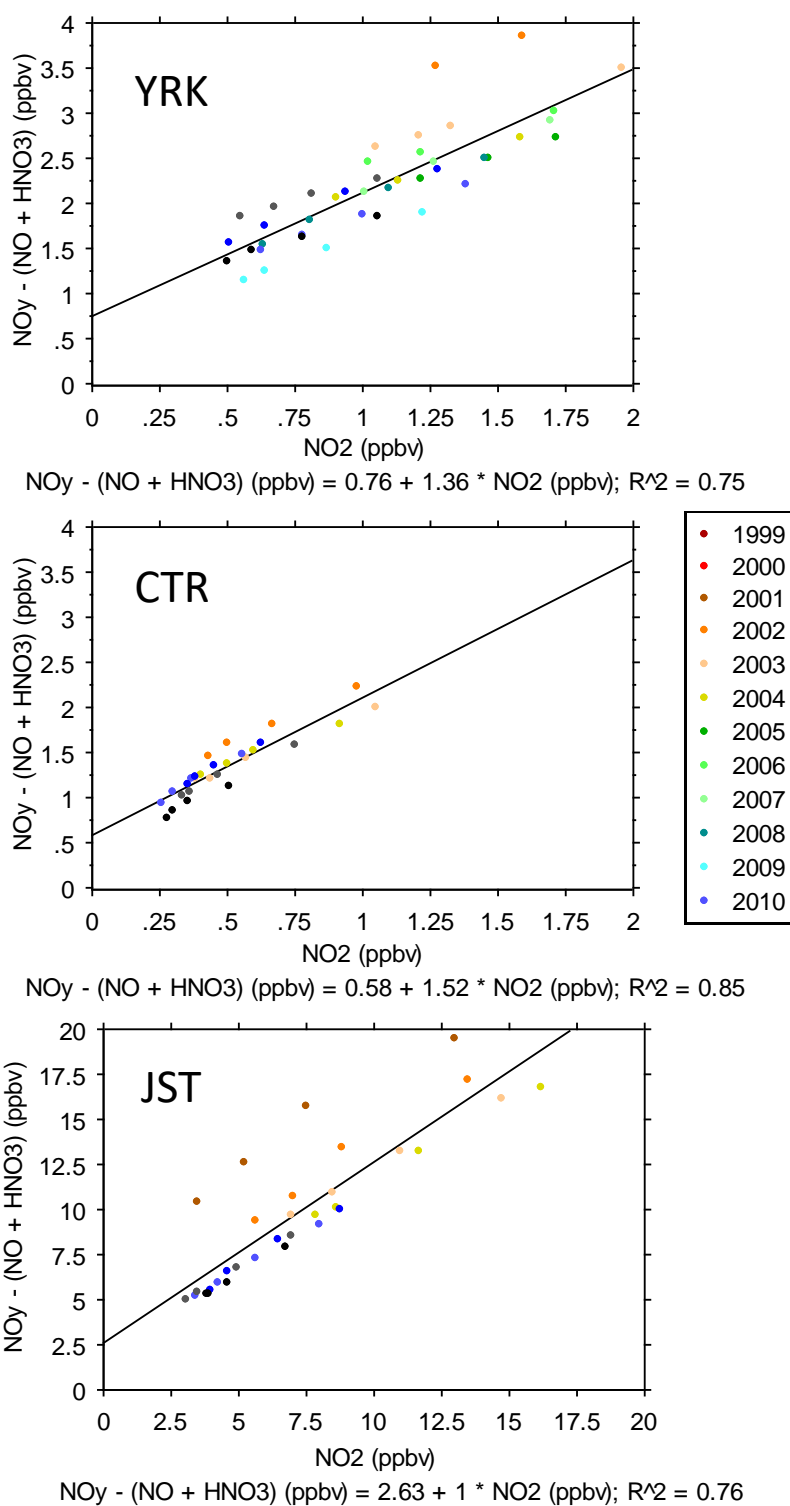 4
3.5
3
2.5
2
1.5
1
.5
0
NOy - (NO + HNO3) (ppbv)
YRK
0 .25 .5 .75 1 1.25 1.5 1.75 2
NO2 (ppbv)
NOy - (NO + HNO3) (ppbv) = 0.76 + 1.36 * NO2 (ppbv); R^2 = 0.75
4
3.5
3
2.5
2
1.5
1
.5
0
NOy - (NO + HNO3) (ppbv)
CTR
0 .25 .5 .75 1 1.25 1.5 1.75 2
NO2 (ppbv)
NOy - (NO + HNO3) (ppbv) = 0.58 + 1.52 * NO2 (ppbv); R^2 = 0.85
1999
2000
2001
2002
2003
2004
2005
2006
2007
2008
2009
2010
20
17.5
15
12.5
10
7.5
5
2.5
0
NOy - (NO + HNO3) (ppbv)
JST
0 2.5 5 7.5 10 12.5 15 17.5 20
NO2 (ppbv)
NOy - (NO + HNO3) (ppbv) = 2.63 + 1 * NO2 (ppbv); R^2 = 0.76